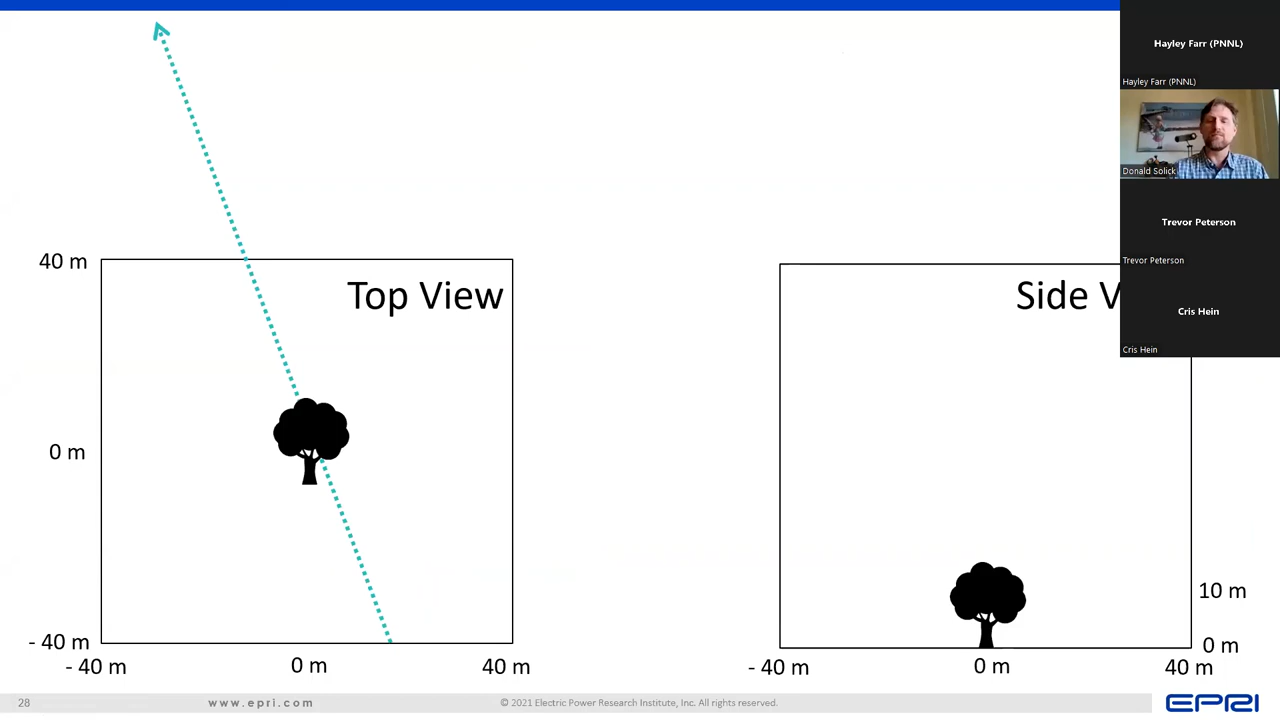 40 m
Top View
0 m
- 40 m
- 40 m
0 m
40 m
Side V
10 m
0 m
- 40 m
0 m
40 m
Hayley Farr (PNNL)
Hayley Farr (PNNL)
Donald Solick
Trevor Peterson
Trevor Peterson
Cris Hein
Cris Hein
28
www.epri.com
© 2021 Electric Power Research Institute, Inc. All rights reserved.
EPRI